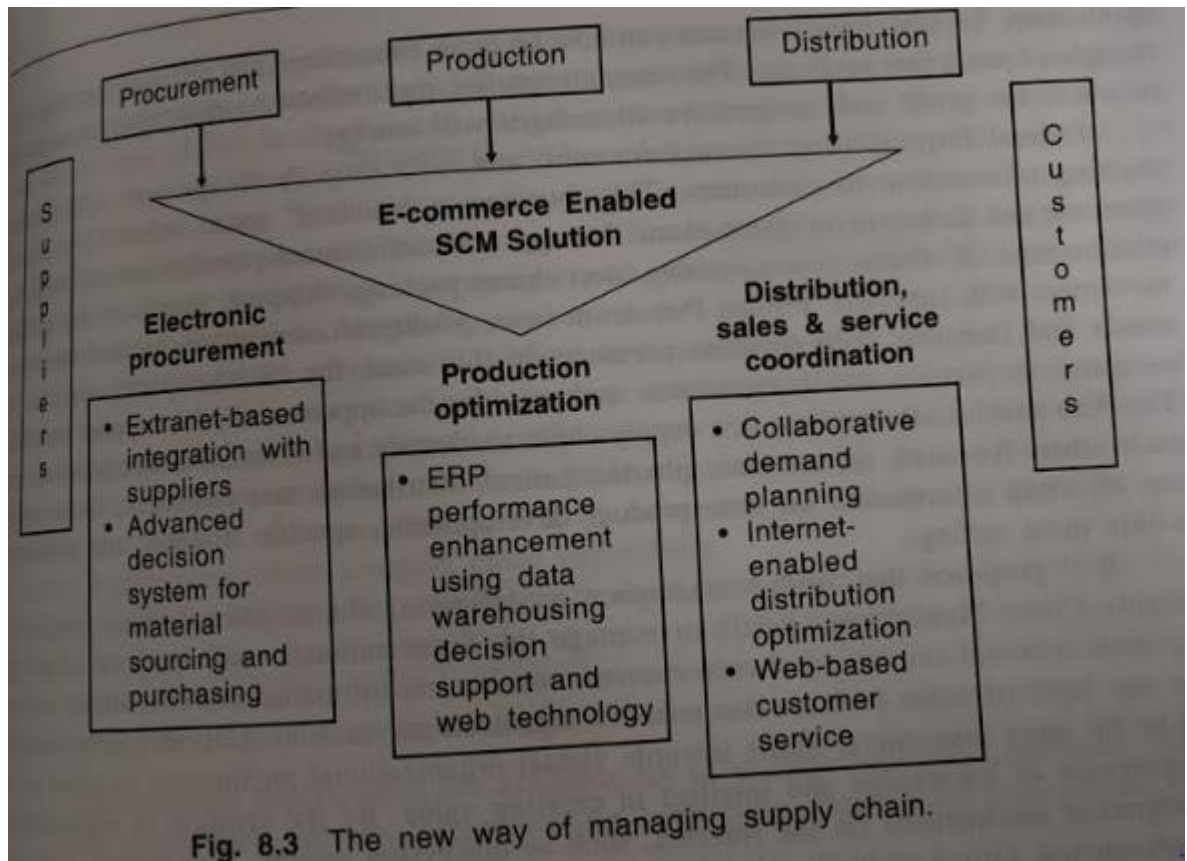 Procurement
Production
Distribution
Suppliers
Customers
E-commerce Enabled
SCM Solution
Electronic
procurement
• Extranet-based
integration with
suppliers
• Advanced
decision
system for
material
sourcing and
purchasing
Production
optimization
• ERP
performance
enhancement
using data
warehousing
decision
support and
web technology
Distribution,
sales & service
coordination
• Collaborative
demand
planning
• Internet-
enabled
distribution
optimization
• Web-based
customer
service
Fig. 8.3 The new way of managing supply chain.